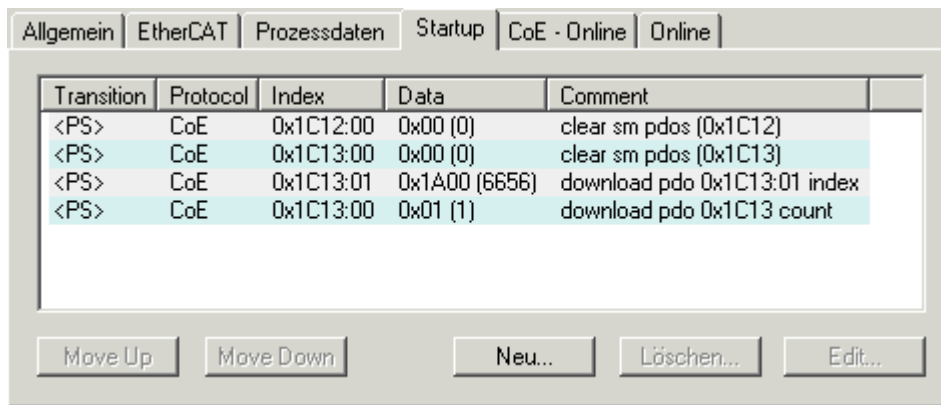 Allgemein EtherCAT Prozessdaten Startup CoE - Online Online
Transition Protocol Index Data Comment
<PS> CoE 0x1C12:00 0x00 (0) clear sm pdos (0x1C12)
<PS> CoE 0x1C13:00 0x00 (0) clear sm pdos (0x1C13)
<PS> CoE 0x1C13:01 0x1A00 (6656) download pdo 0x1C13:01 index
<PS> CoE 0x1C13:00 0x01 (1) download pdo 0x1C13 count
Move Up Move Down Neu... Löschen... Edit...